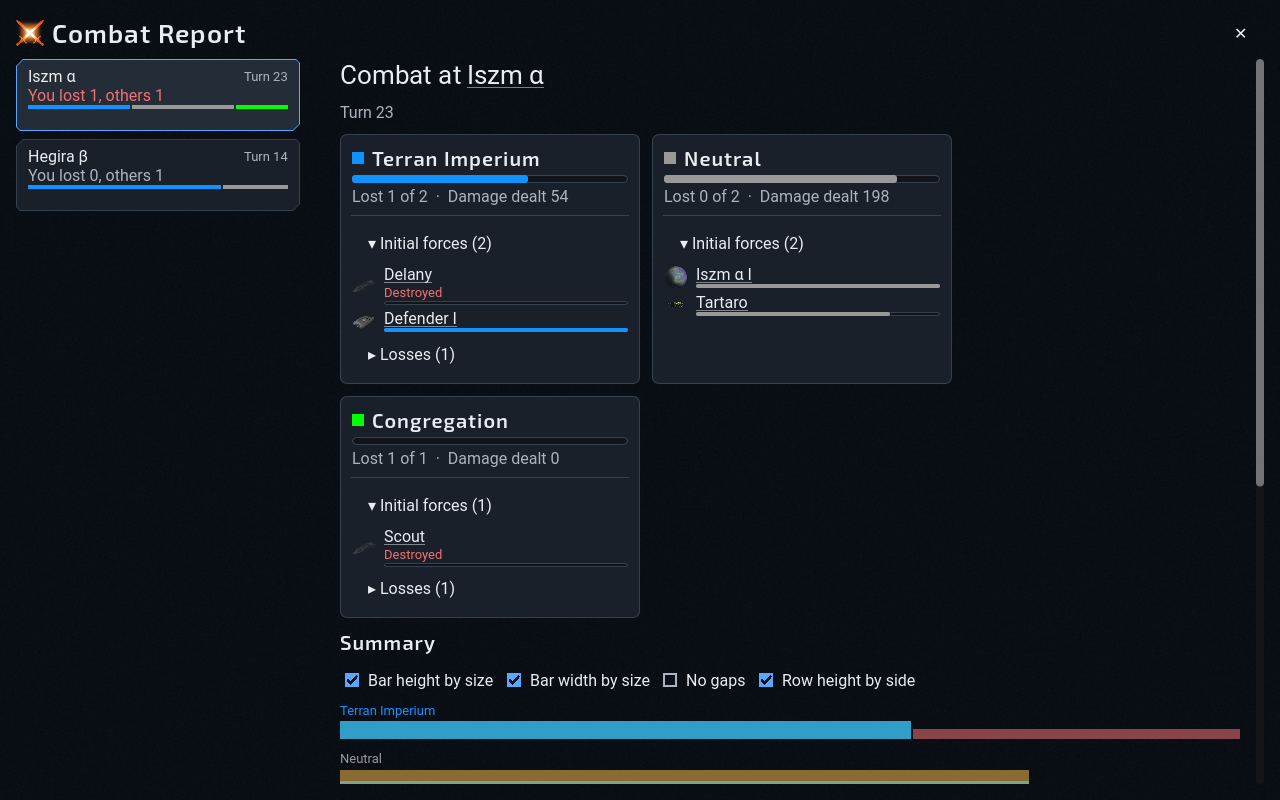 Combat Report
×
Iszm α
Turn 23
You lost 1, others 1
Hegira β
Turn 14
You lost 0, others 1
Combat at Iszm α
Turn 23
Terran Imperium
Lost 1 of 2 · Damage dealt 54
▾ Initial forces (2)
Delany
Destroyed
Defender I
▸ Losses (1)
Neutral
Lost 0 of 2 · Damage dealt 198
▾ Initial forces (2)
Iszm α I
Tartaro
Congregation
Lost 1 of 1 · Damage dealt 0
▾ Initial forces (1)
Scout
Destroyed
▸ Losses (1)
Summary
Bar height by size
Bar width by size
No gaps
Row height by side
Terran Imperium
Neutral